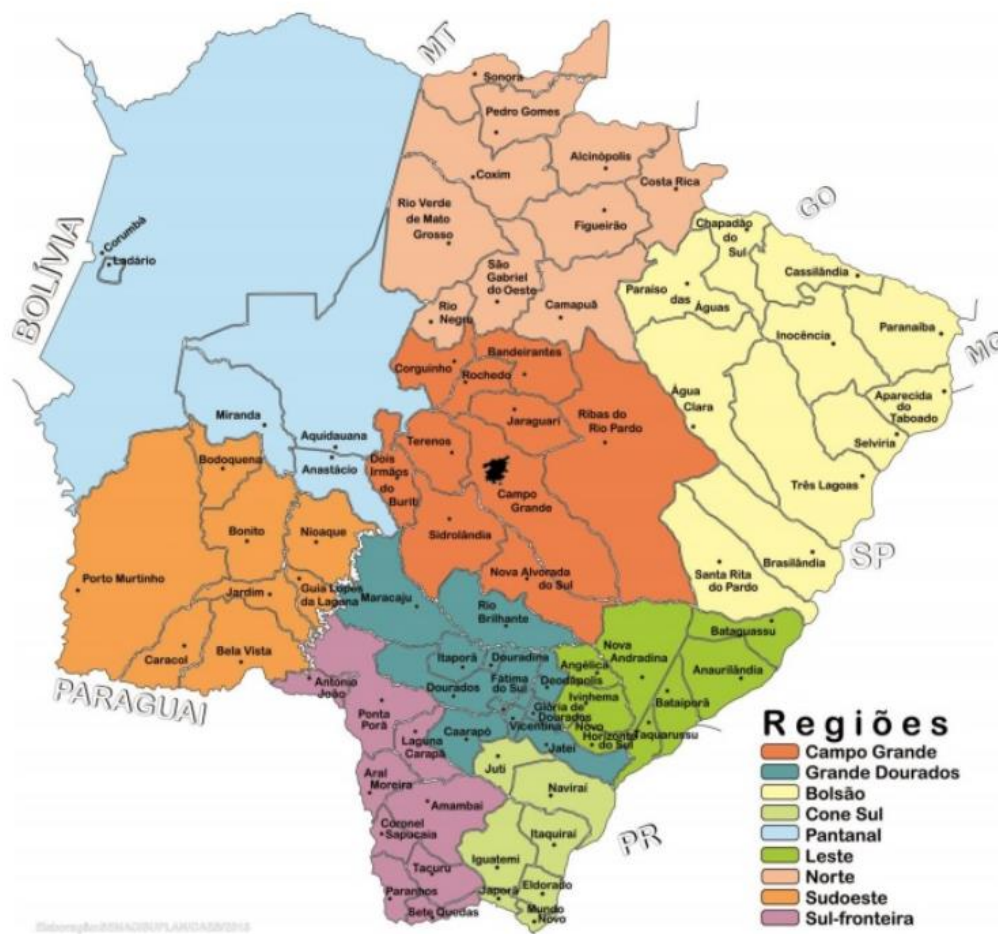 MT
Sonora
Pedro Gomes
Alcinópolis
Coxim
Costa Rica
Rio Verde
de Mato
Grosso
Figueirão
GO
Chapadão
do
Sul
Corumbá
Ladário
BOLÍVIA
São
Gabriel
do Oeste
Cassilândia
Paraíso
das
Águas
Rio
Negro
Camapuã
Inocência
Paranaíba
MG
Bandeirantes
Corguinho
Rochedo
Água
Clara
Aparecida
do
Taboado
Miranda
Jaraguari
Ribas do
Rio Pardo
Aquidauana
Terenos
Selvíria
Bodoquena
Anastácio
Dois
Irmãos
do
Buriti
Campo
Grande
Três Lagoas
Bonito
Nioaque
Sidrolândia
Brasilândia
SP
Santa Rita
do Pardo
Porto Murtinho
Nova Alvorada
do Sul
Jardim
Guia Lopes
da Laguna
Maracaju
Rio
Brilhante
Bataguassu
Nova
Andradina
Caracol
Bela Vista
Itaporã
Douradina
Angélica
Anaurilândia
PARAGUAI
Antônio
João
Dourados
Fátima
do Sul
Deodápolis
Ivinhema
Bataiporã
Ponta
Porã
Glória de
Dourados
Vicentina
Novo
Horizonte
do Sul
Taquarussu
Laguna
Carapã
Caarapó
Jateí
Juti
Aral
Moreira
Amambai
Naviraí
Coronel
Sapucaia
Itaquiraí
PR
Tacuru
Iguatemi
Paranhos
Japorã
Eldorado
Sete Quedas
Mundo
Novo
Regiões
Campo Grande
Grande Dourados
Bolsão
Cone Sul
Pantanal
Leste
Norte
Sudoeste
Sul-fronteira